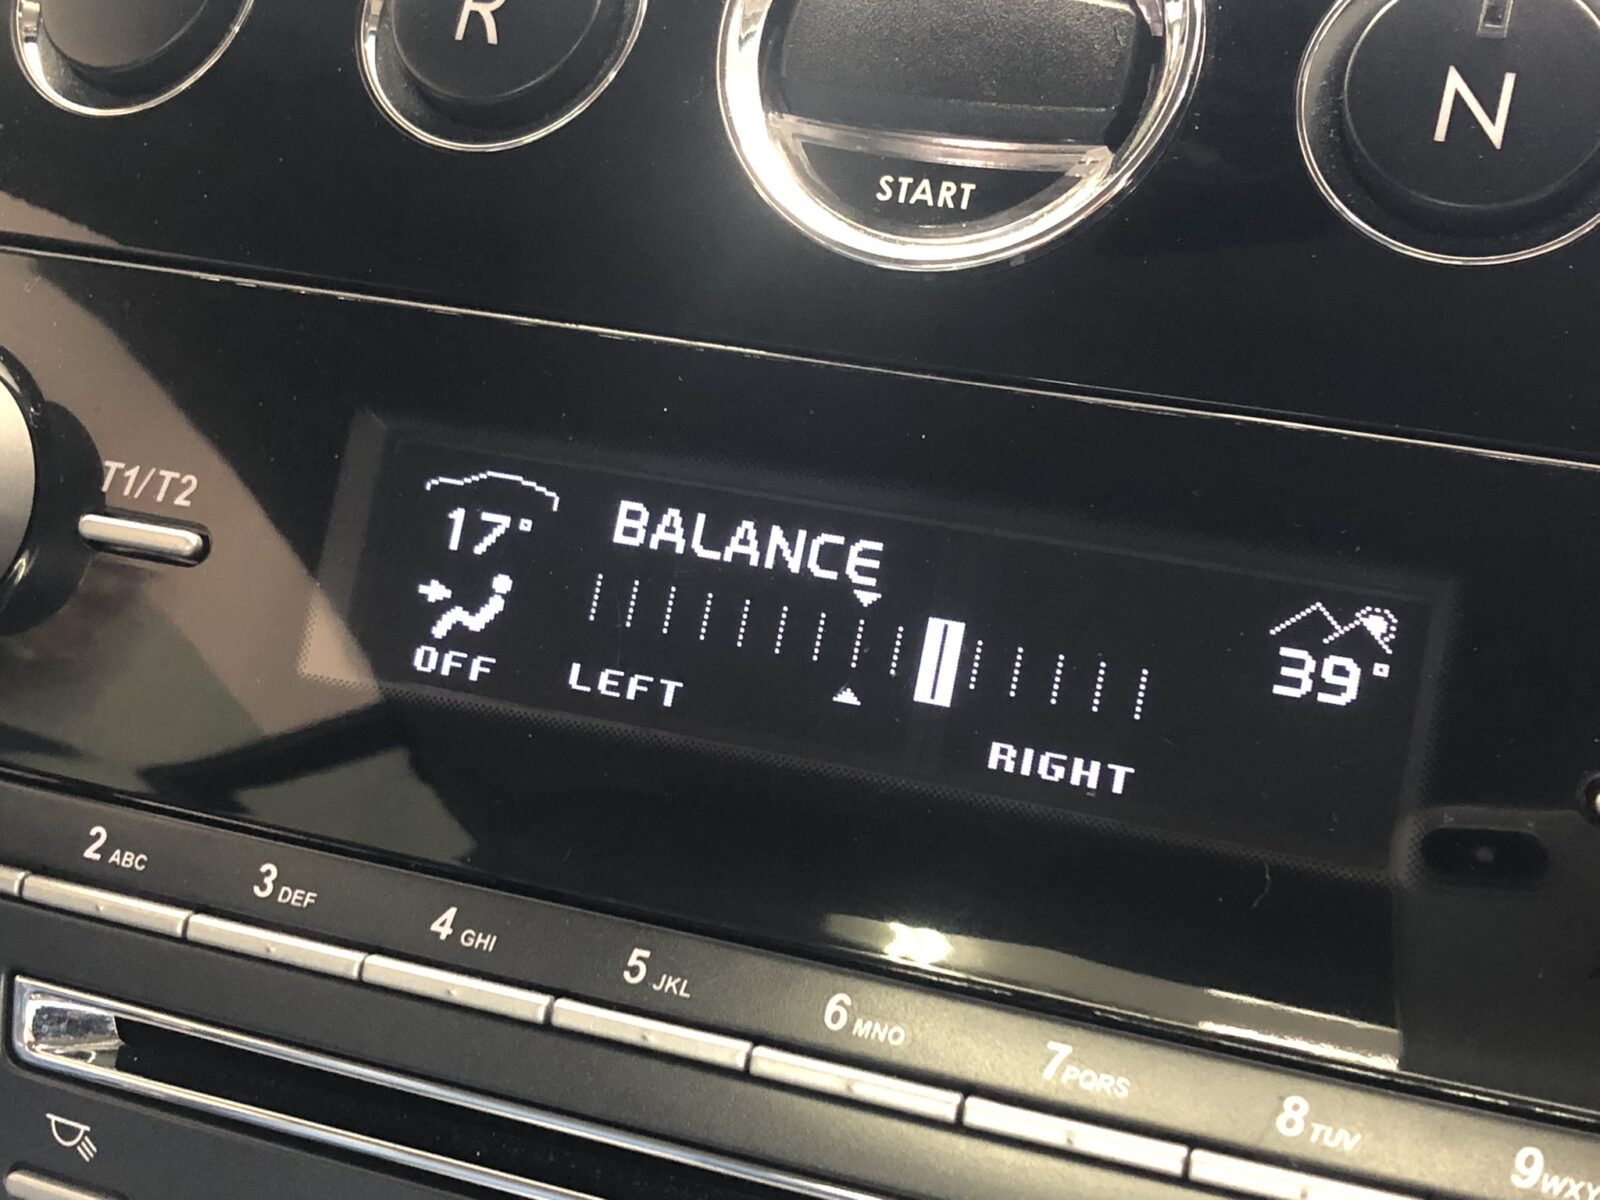 R
START
N
T1/T2
17°
BALANCE
39°
OFF
LEFT
RIGHT
2 ABC
3 DEF
4 GHI
5 JKL
6 MNO
7 PQRS
8 TUV
9 WXY